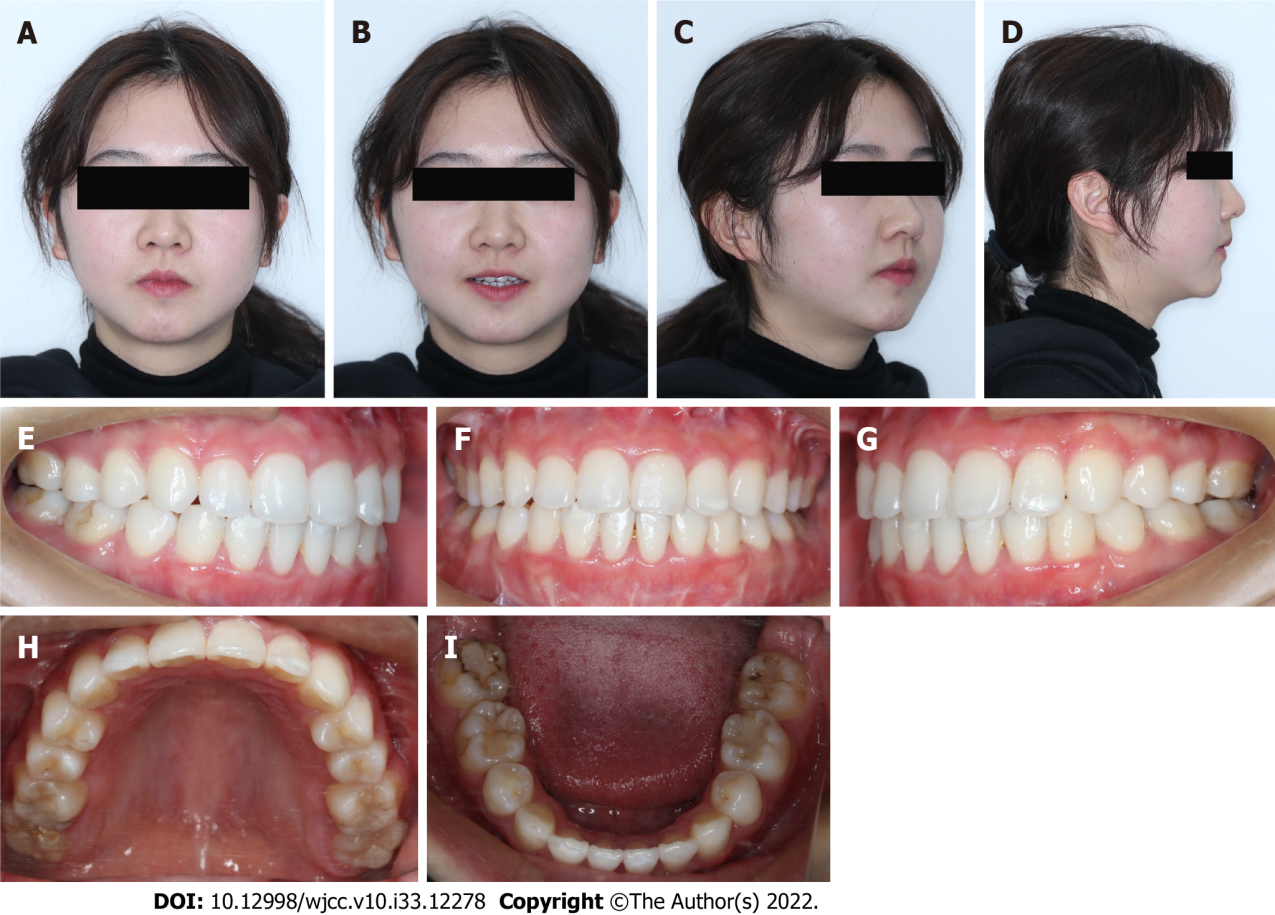 A
B
C
D
E
F
G
H
I
DOI: 10.12998/wjcc.v10.i33.12278 Copyright ©The Author(s) 2022.